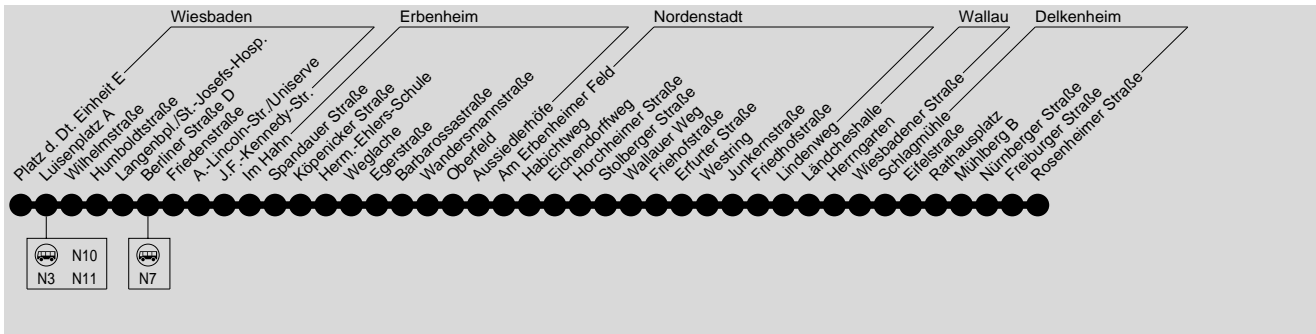 Wiesbaden
Erbenheim
Nordenstadt
Wallau
Delkenheim
Platz d. Dt. Einheit E
Luisenplatz A
Wilhelmstraße
Humboldtstraße
Langenbpl./St.-Josefs-Hosp.
Berliner Straße D
Friedenstraße
A.-Lincoln-Str./Uniserve
J.F.-Kennedy-Str.
Im Hahn
Spandauer Straße
Köpenicker Straße
Herm.-Ehlers-Schule
Weglache
Egerstraße
Barbarossastraße
Wandersmannstraße
Oberfeld
Aussiedlerhöfe
Am Erbenheimer Feld
Habichtweg
Eichendorffweg
Horchheimer Straße
Stolberger Straße
Wallauer Weg
Friehofstraße
Erfurter Straße
Westring
Junkernstraße
Friedhofstraße
Lindenweg
Ländcheshalle
Herrngarten
Wiesbadener Straße
Schlagmühle
Eifelstraße
Rathausplatz
Mühlberg B
Nürnberger Straße
Freiburger Straße
Rosenheimer Straße
N10
N3 N11
N7